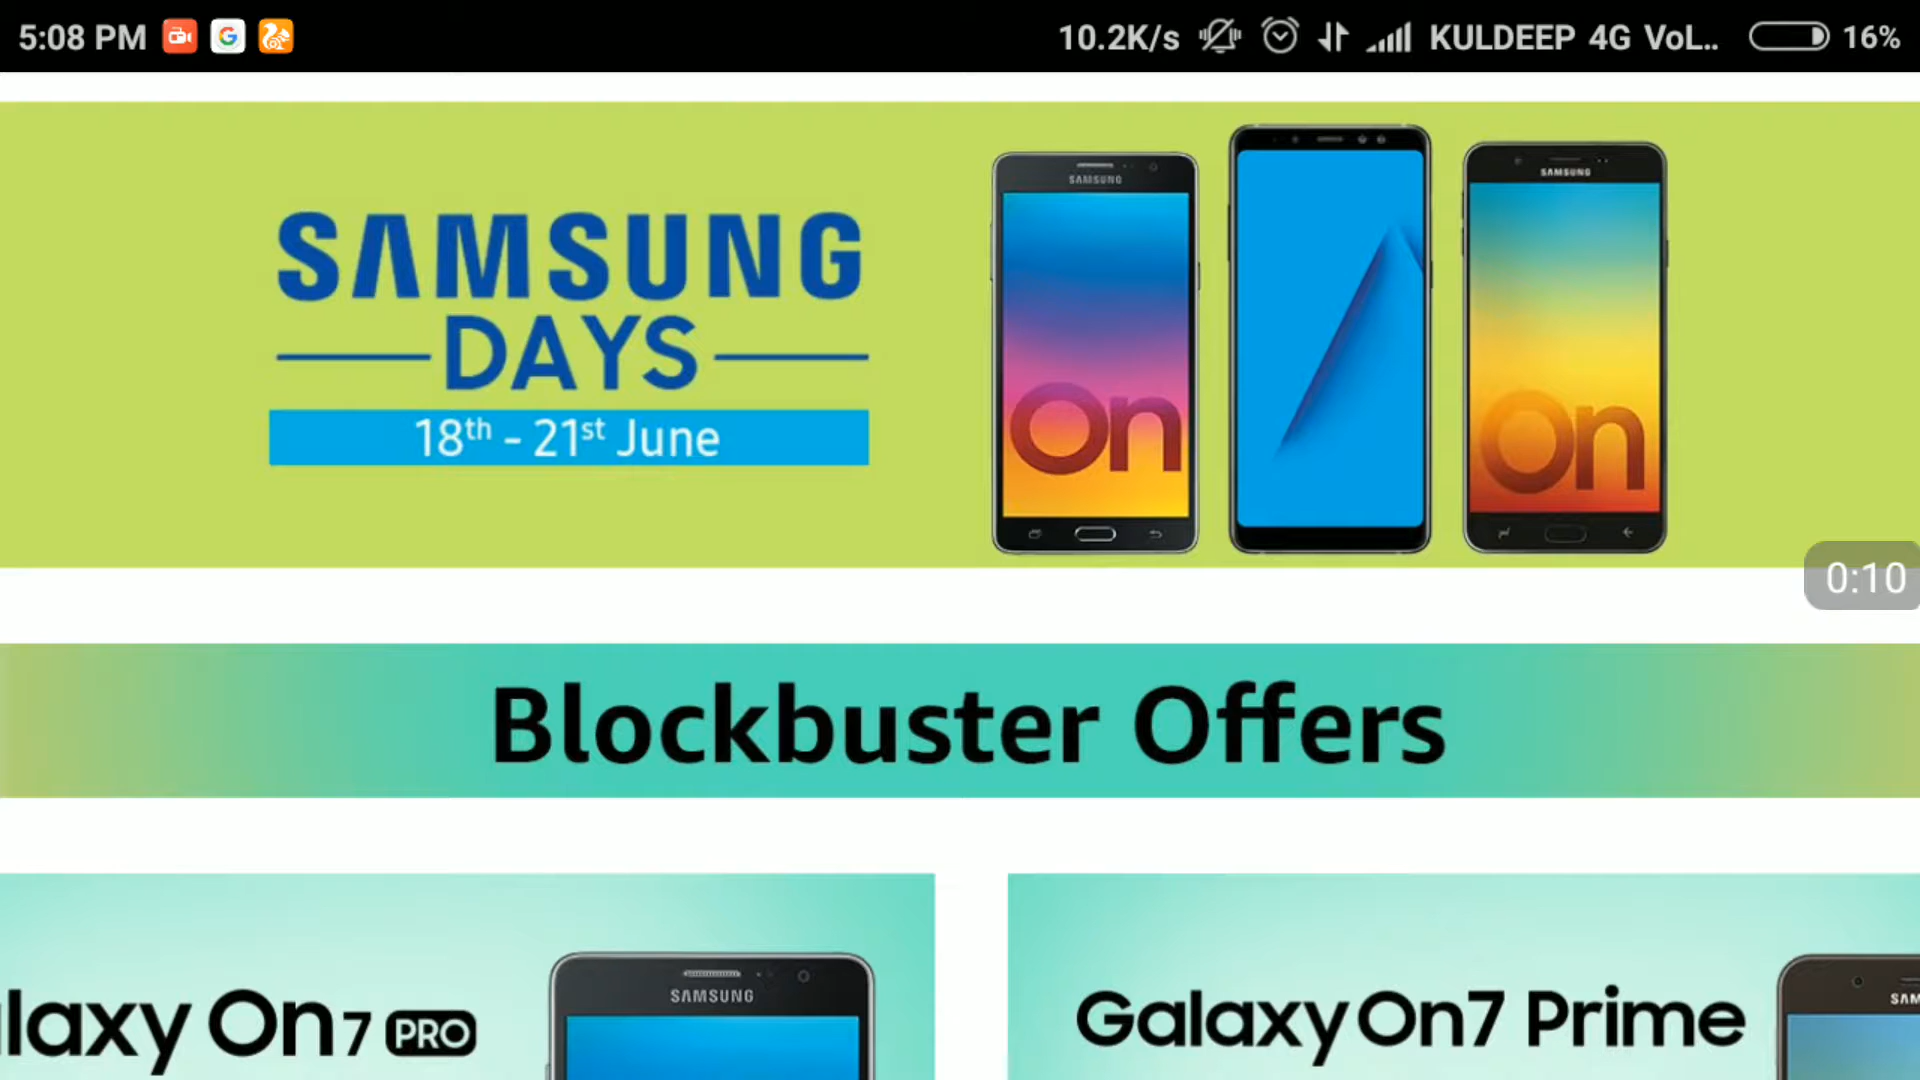 5:08 PM
10.2K/s KULDEEP 4G VoL.. 16%
SAMSUNG
DAYS
18th - 21st June
SAMSUNG
On
SAMSUNG
On
0:10
Blockbuster Offers
laxy On7 PRO
SAMSUNG
Galaxy On7 Prime
SAM